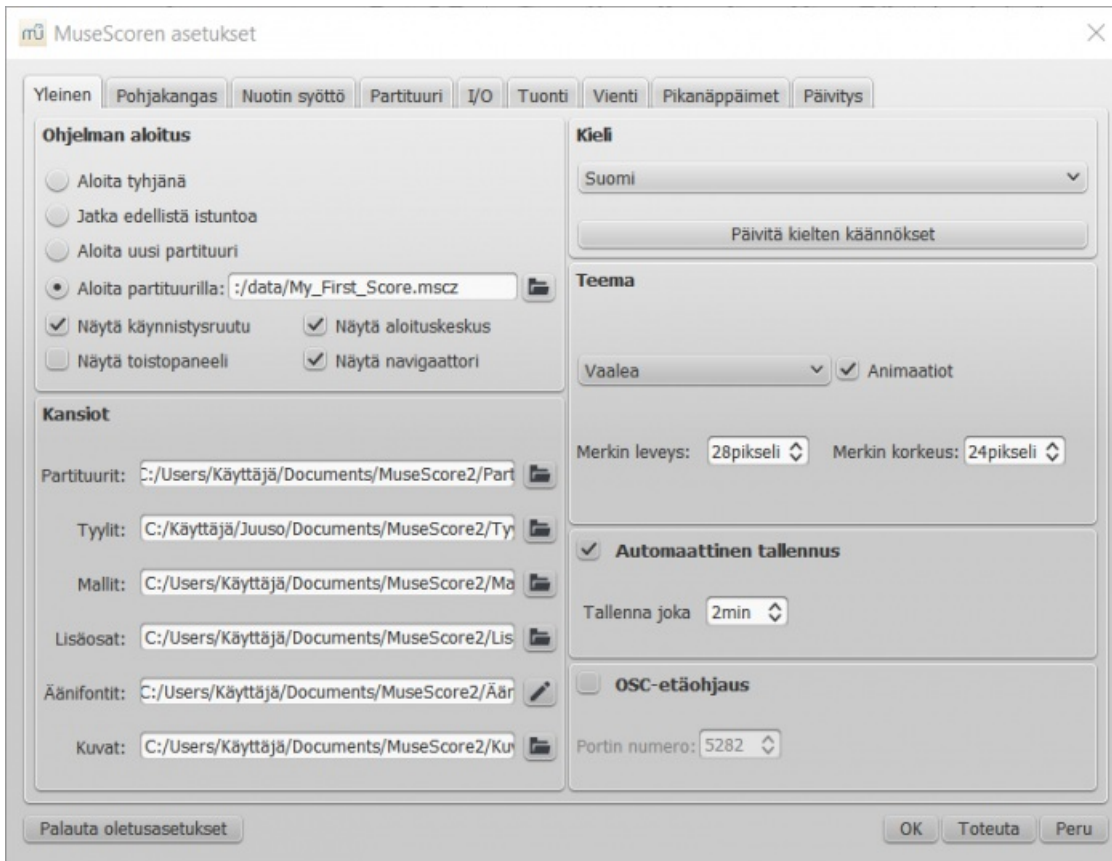 MuseScoren asetukset
Yleinen Pohjakangas Nuotin syöttö Partituuri I/O Tuonti Vienti Pikanäppäimet Päivitys
Ohjelman aloitus
Aloita tyhjänä
Jatka edellistä istuntoa
Aloita uusi partituuri
Aloita partituurilla: :/data/My_First_Score.mscz
Näytä käynnistysruutu Näytä aloituskeskus
Näytä toistopaneeli Näytä navigaattori
Kansiot
Partituurit: C:/Users/Käyttäjä/Documents/MuseScore2/Part
Tyylit: C:/Käyttäjä/Juuso/Documents/MuseScore2/Tyy
Mallit: C:/Users/Käyttäjä/Documents/MuseScore2/Ma
Lisäosat: C:/Users/Käyttäjä/Documents/MuseScore2/Lis
Äänifontit: C:/Users/Käyttäjä/Documents/MuseScore2/Ään
Kuvat: C:/Users/Käyttäjä/Documents/MuseScore2/Kuv
Kieli
Suomi
Päivitä kielten käännökset
Teema
Vaalea Animaatiot
Merkin leveys: 28pikseli Merkin korkeus: 24pikseli
Automaattinen tallennus
Tallenna joka 2min
OSC-etäohjaus
Portin numero: 5282
Palauta oletusasetukset OK Toteuta Peru